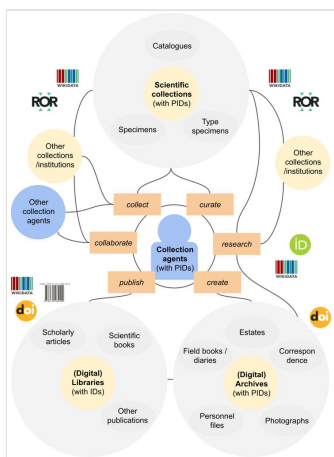 Catalogues
WIKIDATA
ROR
Scientific
collections
(with PIDs)
WIKIDATA
ROR
Specimens
Type
specimens
Other
collections
/institutions
Other
collections
/institutions
Other
collection
agents
collect
curate
collaborate
research
Collection
agents
(with PIDs)
iD
WIKIDATA
publish
create
WIKIDATA
doi
doi
Scholarly
articles
Scientific
books
(Digital)
Libraries
(with IDs)
Other
publications
Estates
Field books /
diaries
Correspon
dence
(Digital)
Archives
(with PIDs)
Personnel
files
Photographs